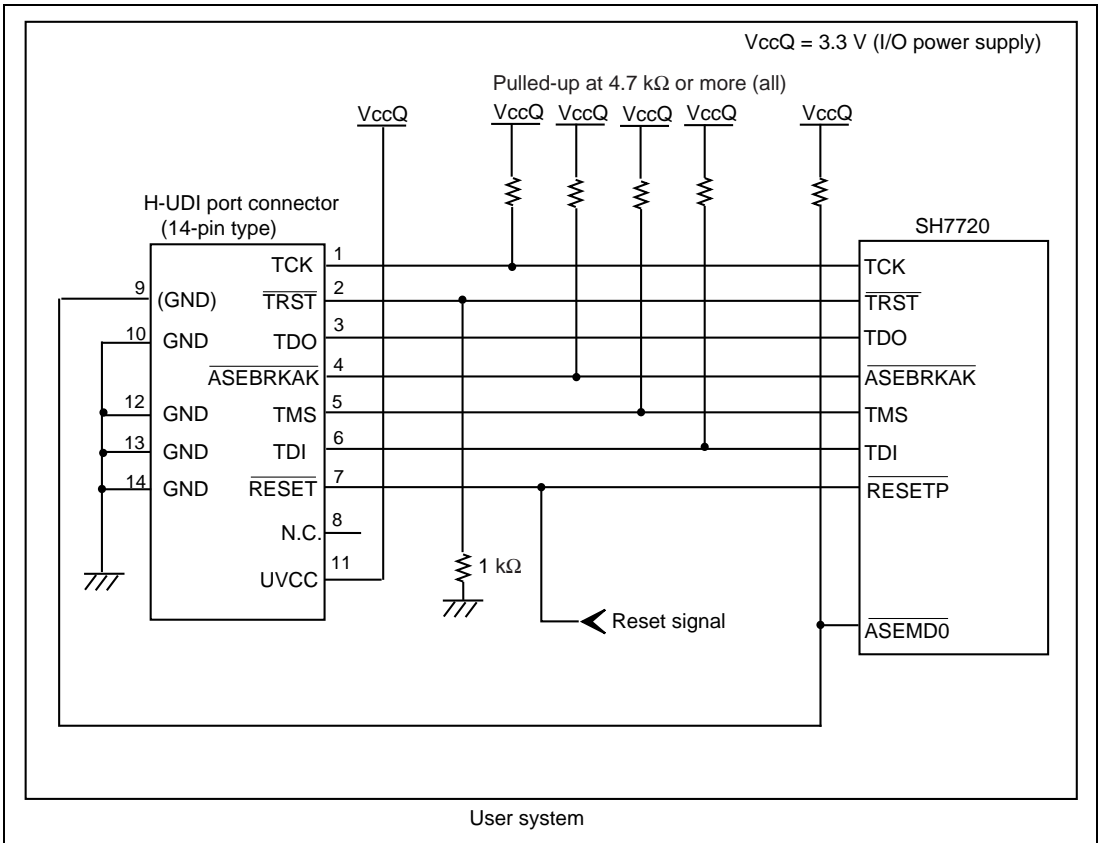 VccQ = 3.3 V (I/O power supply)
Pulled-up at 4.7 kΩ or more (all)
VccQ VccQ VccQ VccQ VccQ VccQ
H-UDI port connector
(14-pin type)
SH7720
TCK 1 TCK
9 (GND) TRST 2 TRST
10 GND TDO 3 TDO
ASEBRKAK 4 ASEBRKAK
12 GND TMS 5 TMS
13 GND TDI 6 TDI
14 GND RESET 7 RESETP
N.C. 8
UVCC 11
1 kΩ
Reset signal
ASEMD0
User system